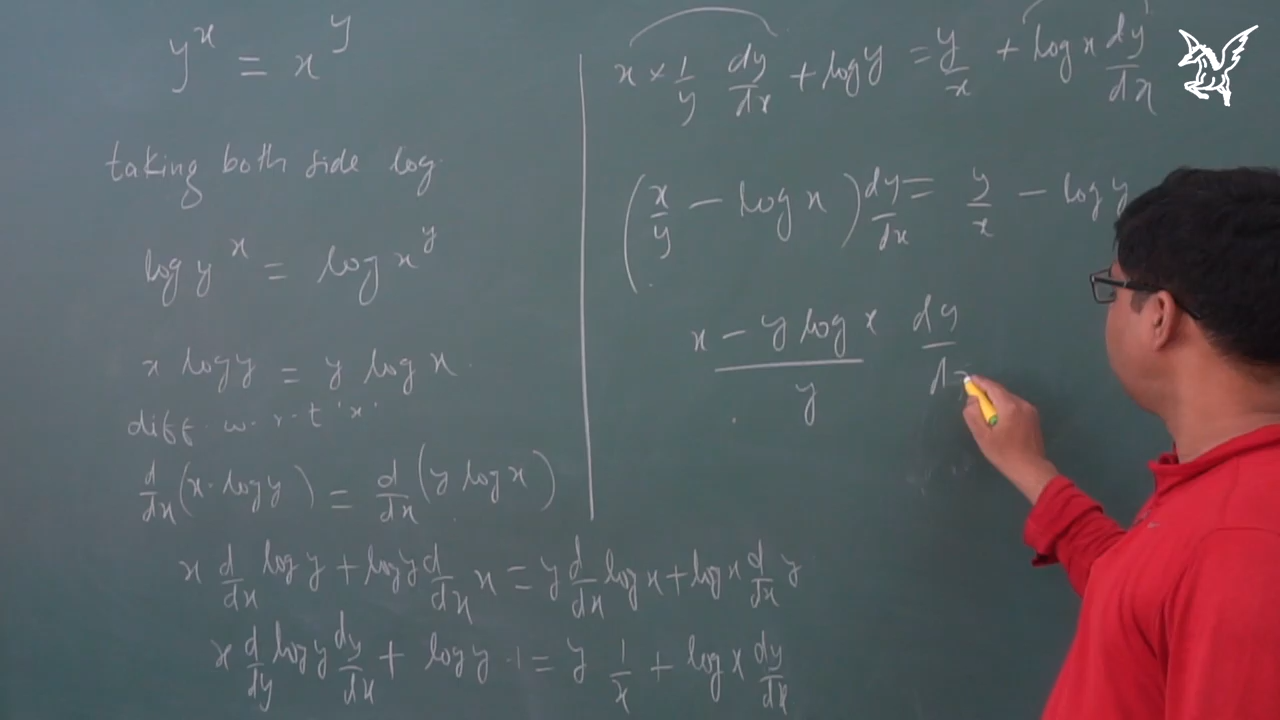 y^x = x^y
taking both side log.
log y^x = log x^y
x log y = y log x.
diff. w. r. t 'x'
d/dx (x · log y) = d/dx (y log x)
x d/dx log y + log y d/dx x = y d/dx log x + log x d/dx y
x d/dy log y dy/dx + log y · 1 = y 1/x + log x dy/dx
x × 1/y dy/dx + log y = y/x + log x dy/dx
(x/y - log x) dy/dx = y/x - log y
(x - y log x)/y dy/dx